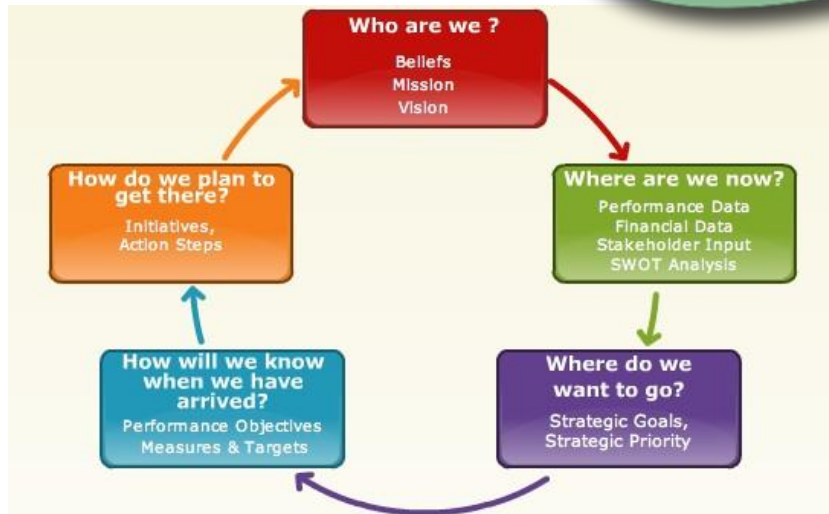 Who are we ?
Beliefs
Mission
Vision
Where are we now?
Performance Data
Financial Data
Stakeholder Input
SWOT Analysis
Where do we
want to go?
Strategic Goals,
Strategic Priority
How will we know
when we have
arrived?
Performance Objectives
Measures & Targets
How do we plan to
get there?
Initiatives,
Action Steps